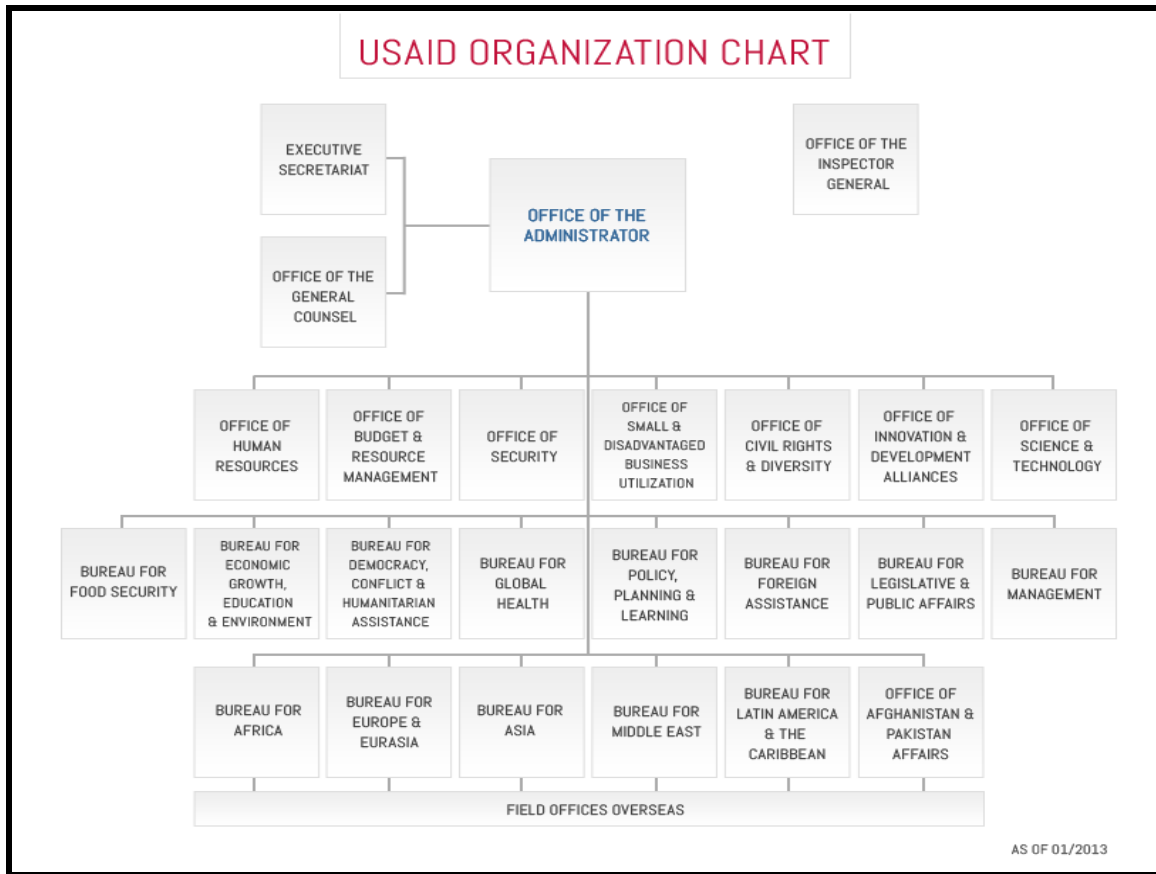 USAID ORGANIZATION CHART
EXECUTIVE
SECRETARIAT
OFFICE OF THE
INSPECTOR
GENERAL
OFFICE OF THE
ADMINISTRATOR
OFFICE OF THE
GENERAL
COUNSEL
OFFICE OF
HUMAN
RESOURCES
OFFICE OF
BUDGET &
RESOURCE
MANAGEMENT
OFFICE OF
SECURITY
OFFICE OF
SMALL &
DISADVANTAGED
BUSINESS
UTILIZATION
OFFICE OF
CIVIL RIGHTS
& DIVERSITY
OFFICE OF
INNOVATION &
DEVELOPMENT
ALLIANCES
OFFICE OF
SCIENCE &
TECHNOLOGY
BUREAU FOR
FOOD SECURITY
BUREAU FOR
ECONOMIC
GROWTH,
EDUCATION
& ENVIRONMENT
BUREAU FOR
DEMOCRACY,
CONFLICT &
HUMANITARIAN
ASSISTANCE
BUREAU FOR
GLOBAL
HEALTH
BUREAU FOR
POLICY,
PLANNING &
LEARNING
BUREAU FOR
FOREIGN
ASSISTANCE
BUREAU FOR
LEGISLATIVE &
PUBLIC AFFAIRS
BUREAU FOR
MANAGEMENT
BUREAU FOR
AFRICA
BUREAU FOR
EUROPE &
EURASIA
BUREAU FOR
ASIA
BUREAU FOR
MIDDLE EAST
BUREAU FOR
LATIN AMERICA
& THE
CARIBBEAN
OFFICE OF
AFGHANISTAN &
PAKISTAN
AFFAIRS
FIELD OFFICES OVERSEAS
AS OF 01/2013